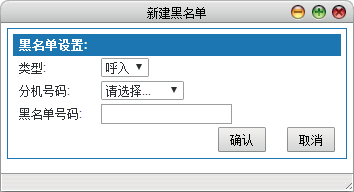 新建黑名单
黑名单设置:
类型: 呼入
分机号码: 请选择...
黑名单号码:
确认 取消